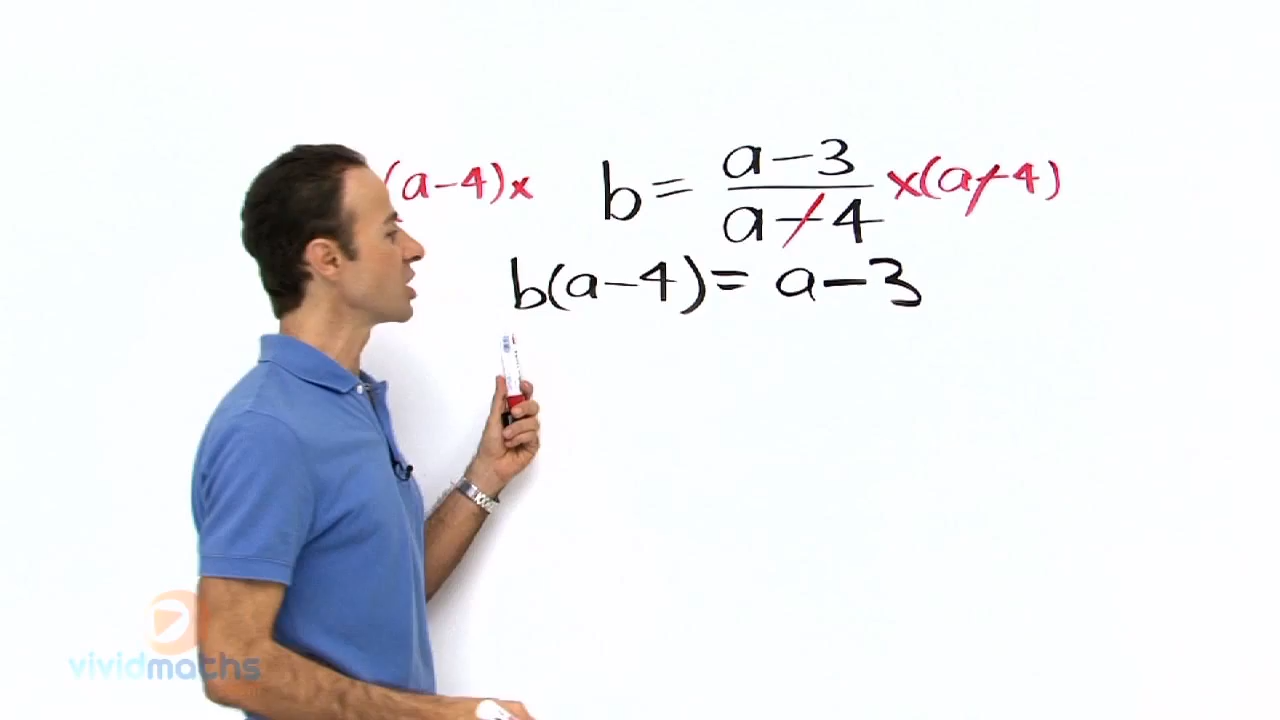 (a-4)x b = a-3/a-4 x(a-4)
b(a-4) = a-3
vividmaths